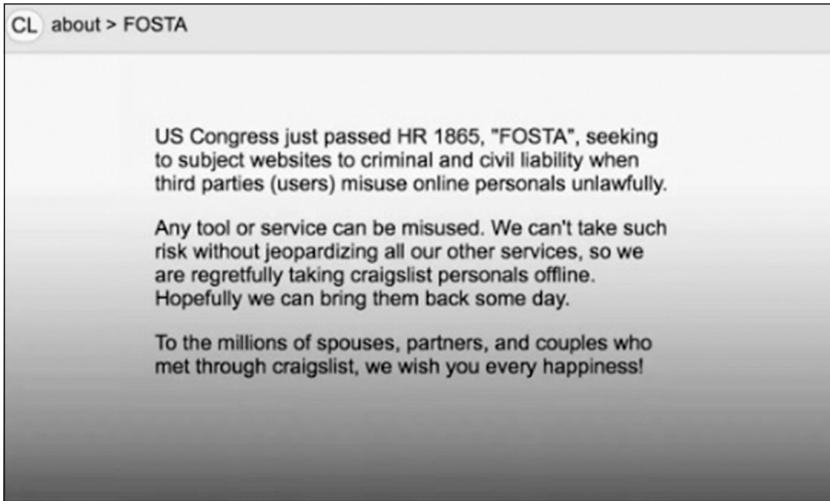 CL about > FOSTA
US Congress just passed HR 1865, "FOSTA", seeking
to subject websites to criminal and civil liability when
third parties (users) misuse online personals unlawfully.
Any tool or service can be misused. We can't take such
risk without jeopardizing all our other services, so we
are regretfully taking craigslist personals offline.
Hopefully we can bring them back some day.
To the millions of spouses, partners, and couples who
met through craigslist, we wish you every happiness!